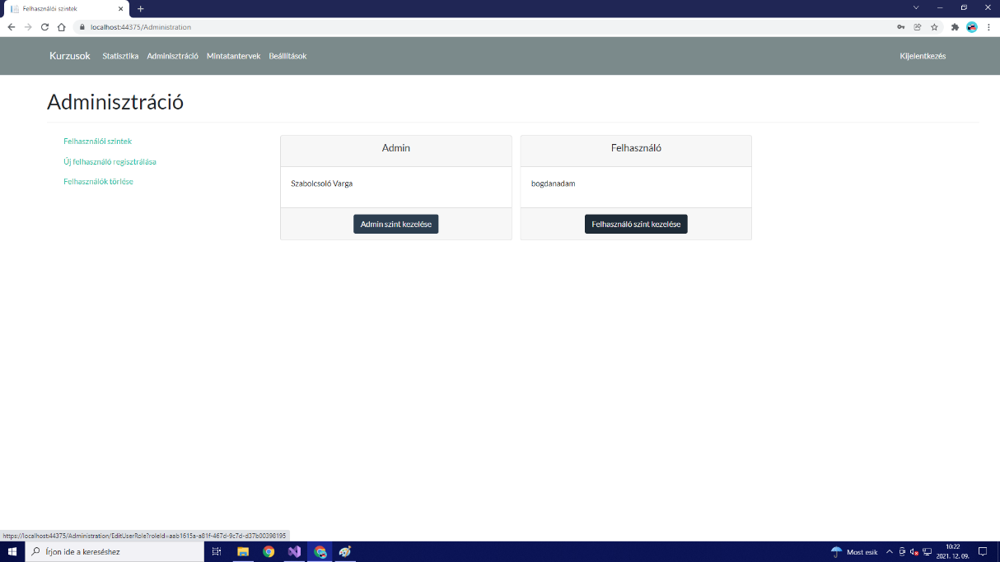 Felhasználói szintek
localhost:44375/Administration
Kurzusok Statisztika Adminisztráció Mintatantervek Beállítások Kijelentkezés
Adminisztráció
Felhasználói szintek
Új felhasználó regisztrálása
Felhasználók törlése
Admin
Szabolcsoló Varga
Admin szint kezelése
Felhasználó
bogdanadam
Felhasználó szint kezelése
https://localhost:44375/Administration/EditUserRole?roleId=aab1615a-a81f-467d-9c7d-d37b00398195
Írjon ide a kereséshez
Most esik
10:22
2021. 12. 09.